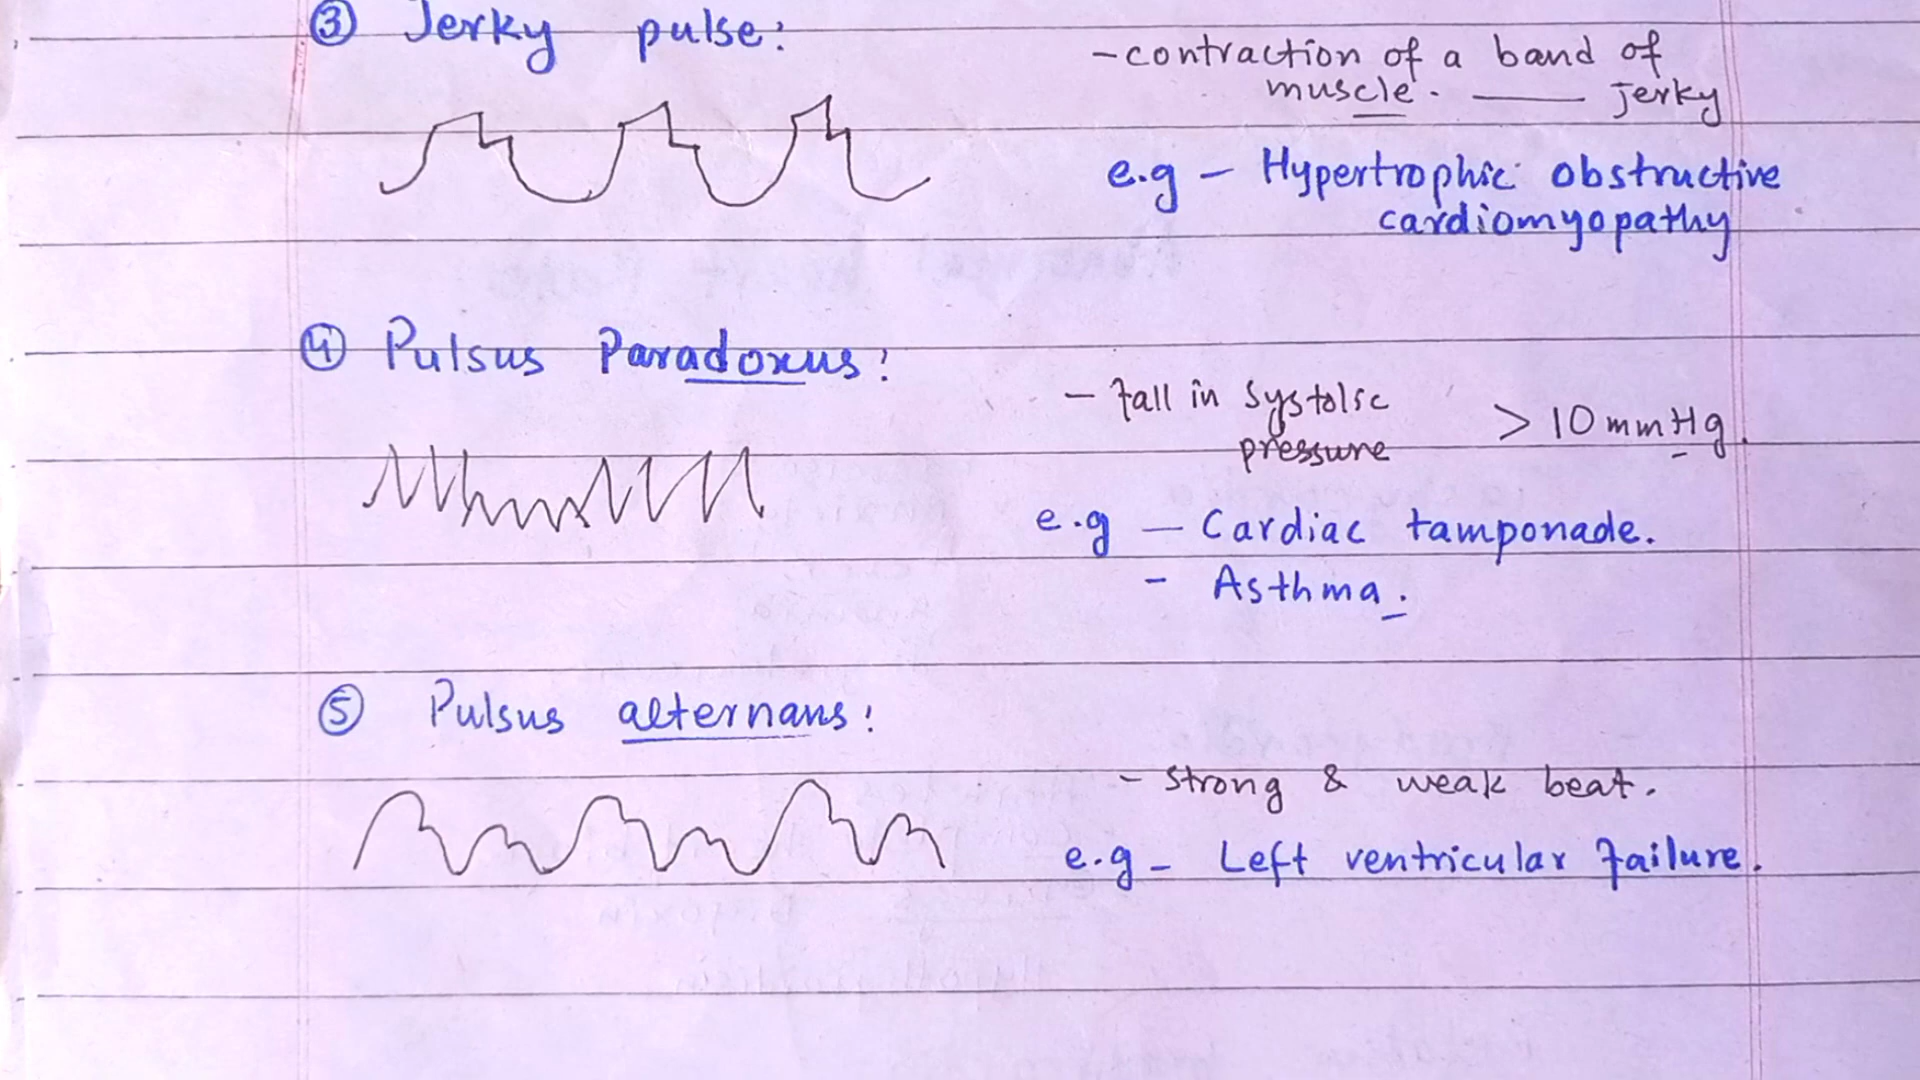 ③ Jerky pulse:
- contraction of a band of
muscle. —— jerky
e.g - Hypertrophic obstructive
cardiomyopathy
④ Pulsus Paradoxus:
- fall in systolic
pressure > 10 mmHg.
e.g - Cardiac tamponade.
- Asthma.
⑤ Pulsus alternans:
- strong & weak beat.
e.g - Left ventricular failure.